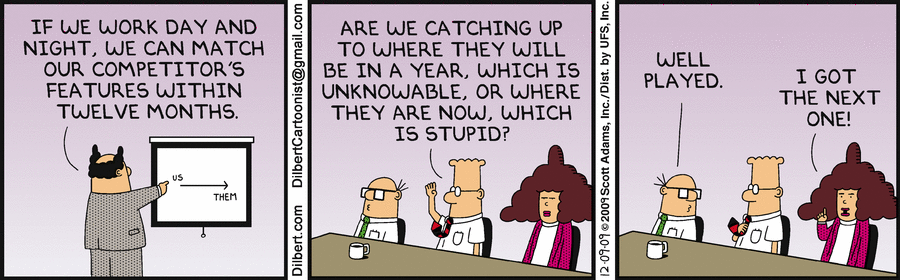 IF WE WORK DAY AND
NIGHT, WE CAN MATCH
OUR COMPETITOR'S
FEATURES WITHIN
TWELVE MONTHS.
US
THEM
Dilbert.com DilbertCartoonist@gmail.com
ARE WE CATCHING UP
TO WHERE THEY WILL
BE IN A YEAR, WHICH IS
UNKNOWABLE, OR WHERE
THEY ARE NOW, WHICH
IS STUPID?
12-09-09 © 2009 Scott Adams, Inc./Dist. by UFS, Inc.
WELL
PLAYED.
I GOT
THE NEXT
ONE!